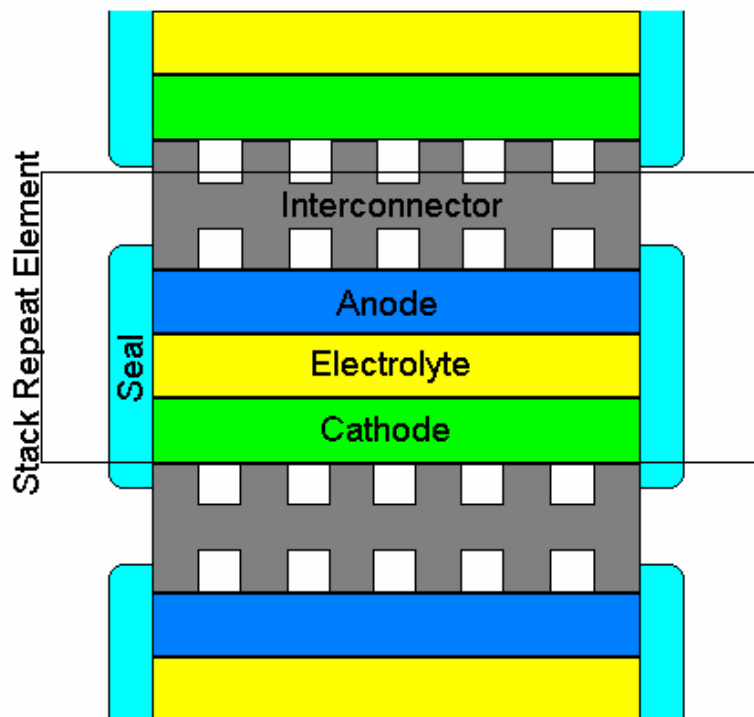 Stack Repeat Element
Interconnector
Anode
Seal
Electrolyte
Cathode